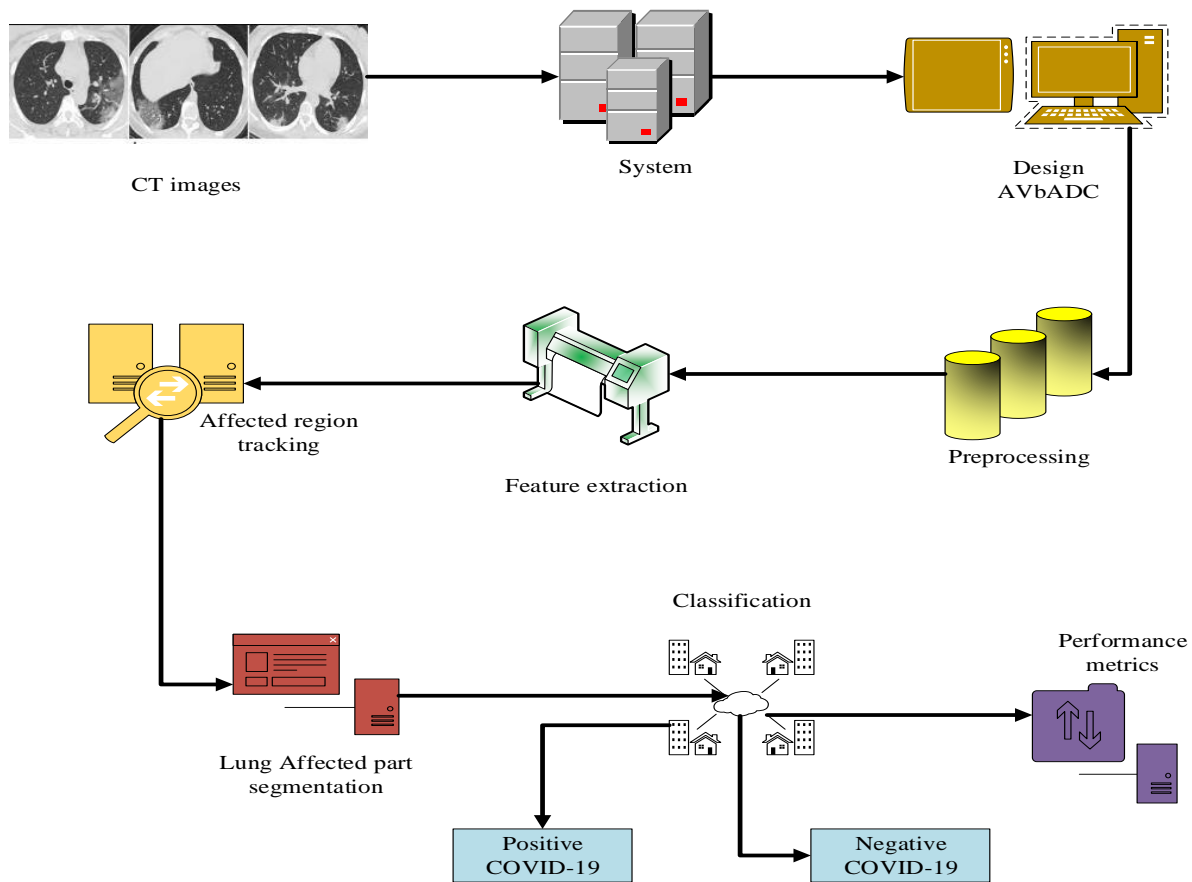 CT images
System
Design
AVbADC
Preprocessing
Feature extraction
Affected region
tracking
Lung Affected part
segmentation
Classification
Performance
metrics
Positive
COVID-19
Negative
COVID-19